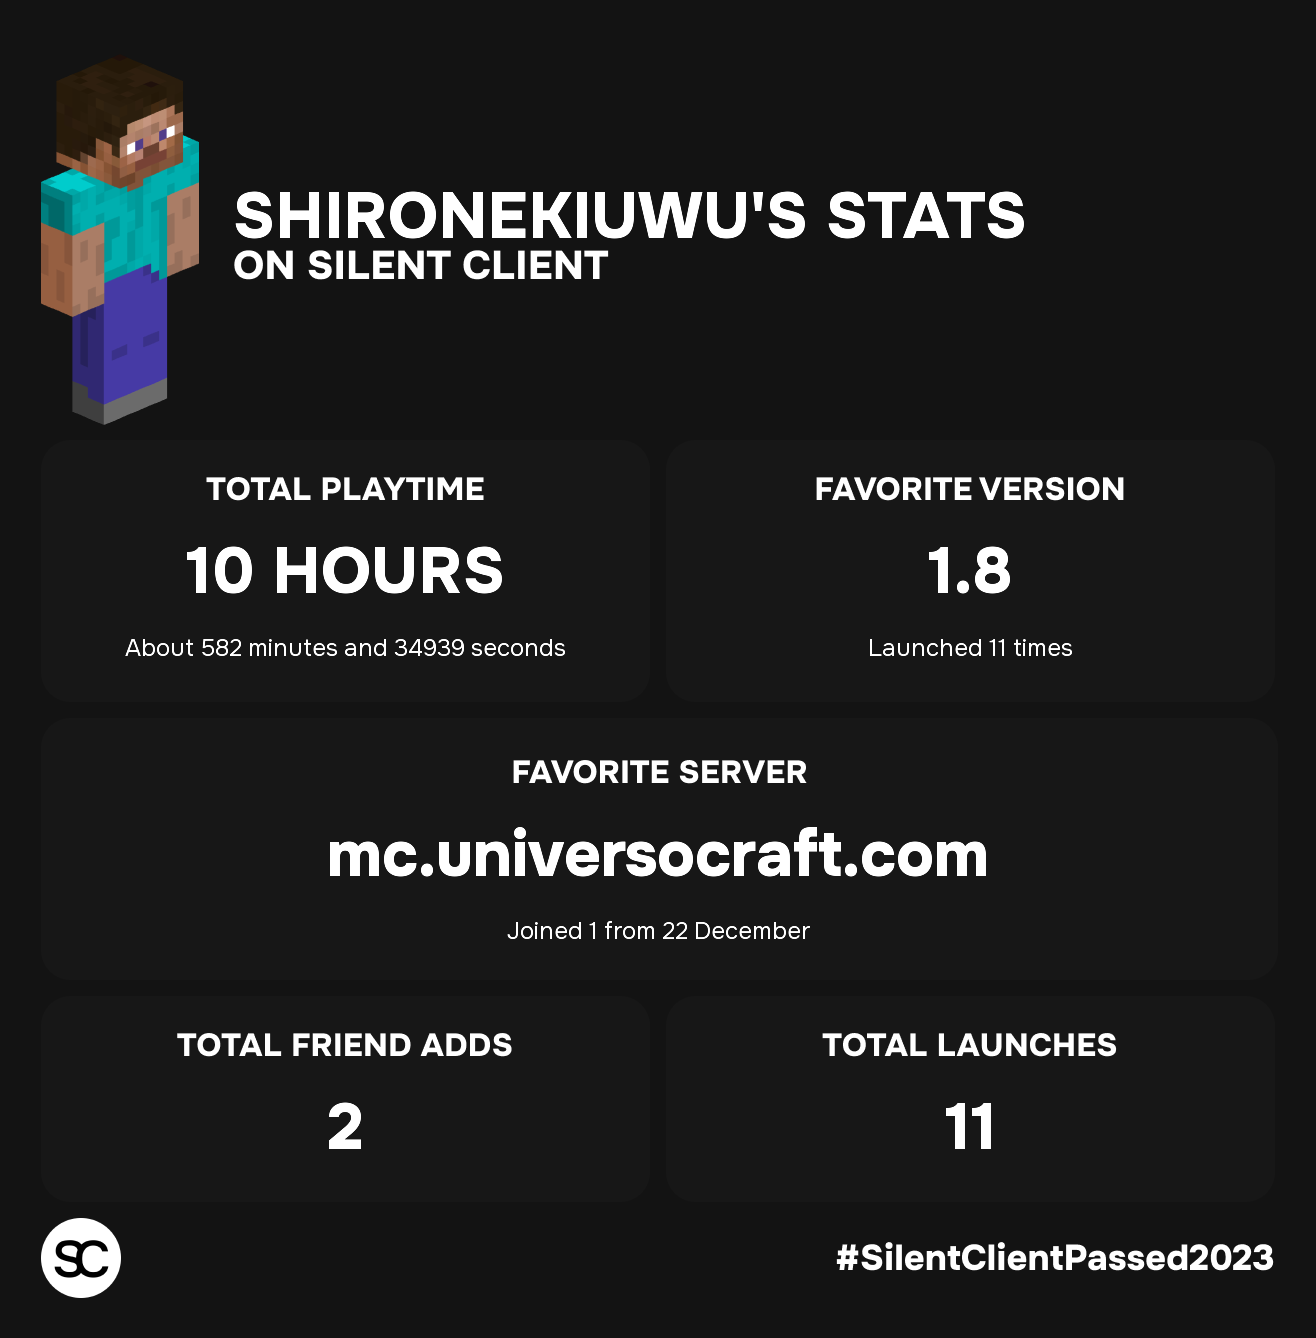 SHIRONEKIUWU'S STATS
ON SILENT CLIENT
TOTAL PLAYTIME
10 HOURS
About 582 minutes and 34939 seconds
FAVORITE VERSION
1.8
Launched 11 times
FAVORITE SERVER
mc.universocraft.com
Joined 1 from 22 December
TOTAL FRIEND ADDS
2
TOTAL LAUNCHES
11
SC
#SilentClientPassed2023